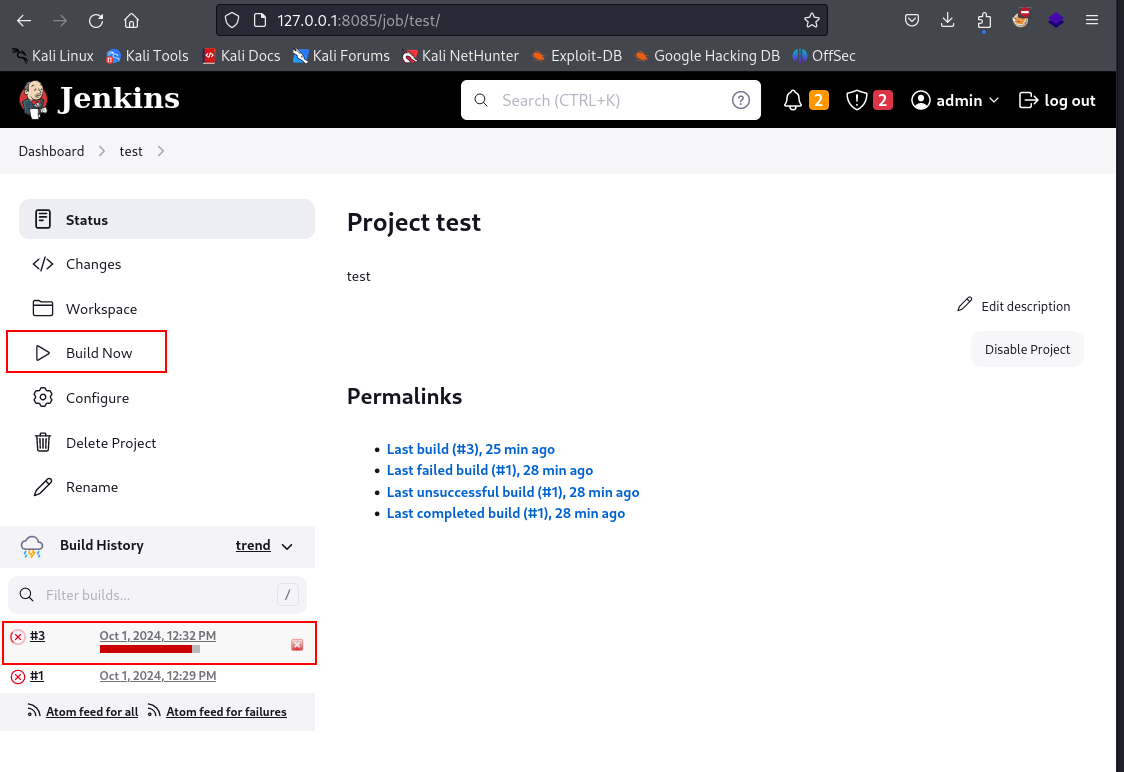 127.0.0.1:8085/job/test/
Kali Linux Kali Tools Kali Docs Kali Forums Kali NetHunter Exploit-DB Google Hacking DB OffSec
Jenkins Search (CTRL+K) ? 2 2 admin log out
Dashboard test
Status
Project test
Changes
test
Workspace
Edit description
Build Now
Disable Project
Configure
Permalinks
Delete Project
Last build (#3), 25 min ago
Last failed build (#1), 28 min ago
Rename
Last unsuccessful build (#1), 28 min ago
Last completed build (#1), 28 min ago
Build History trend
Filter builds... /
#3 Oct 1, 2024, 12:32 PM
#1 Oct 1, 2024, 12:29 PM
Atom feed for all Atom feed for failures